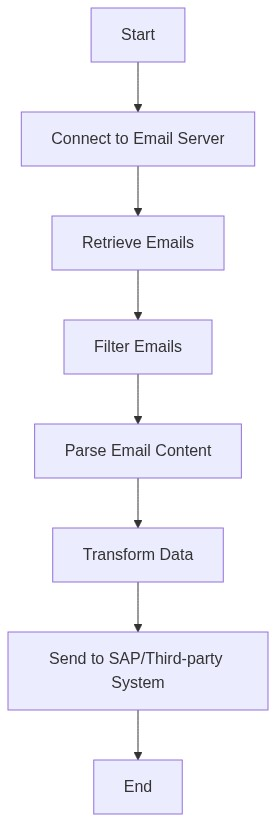 Start
Connect to Email Server
Retrieve Emails
Filter Emails
Parse Email Content
Transform Data
Send to SAP/Third-party
System
End